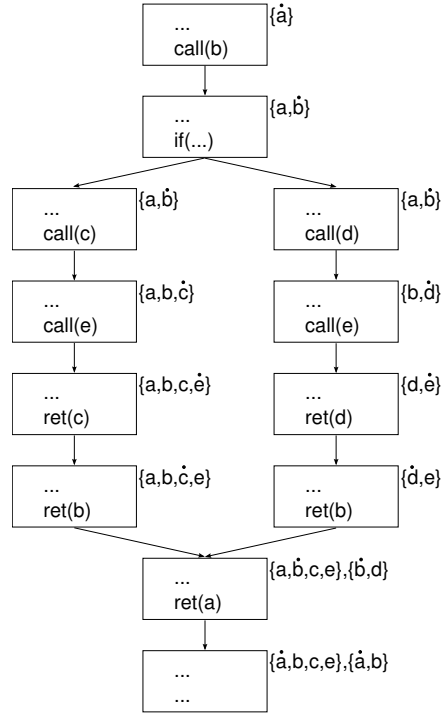 ... {ȧ}
call(b)
... {a,ḃ}
if(...)
... {a,ḃ}
call(c)
... {a,ḃ}
call(d)
... {a,b,ċ}
call(e)
... {b,ḋ}
call(e)
... {a,b,c,ė}
ret(c)
... {d,ė}
ret(d)
... {a,b,ċ,e}
ret(b)
... {ḋ,e}
ret(b)
... {a,ḃ,c,e},{ḃ,d}
ret(a)
... {ȧ,b,c,e},{ȧ,b}
...